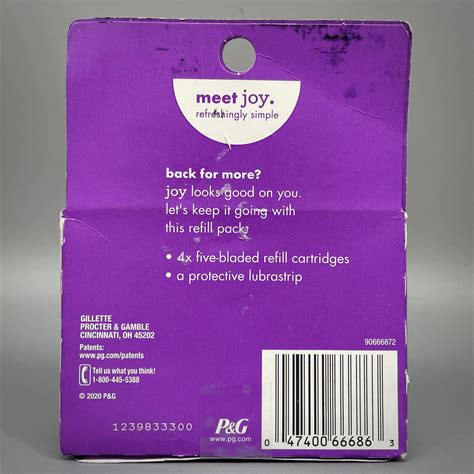 meet joy.
refreshingly simple
back for more?
joy looks good on you.
let's keep it going with
this refill pack:
• 4x five-bladed refill cartridges
• a protective lubrastrip
GILLETTE
PROCTER & GAMBLE
CINCINNATI, OH 45202
Patents:
www.pg.com/patents
Tell us what you think!
1-800-445-5388
© 2020 P&G
90666872
1239833300
P&G
www.pg.com
0 47400 66686 3